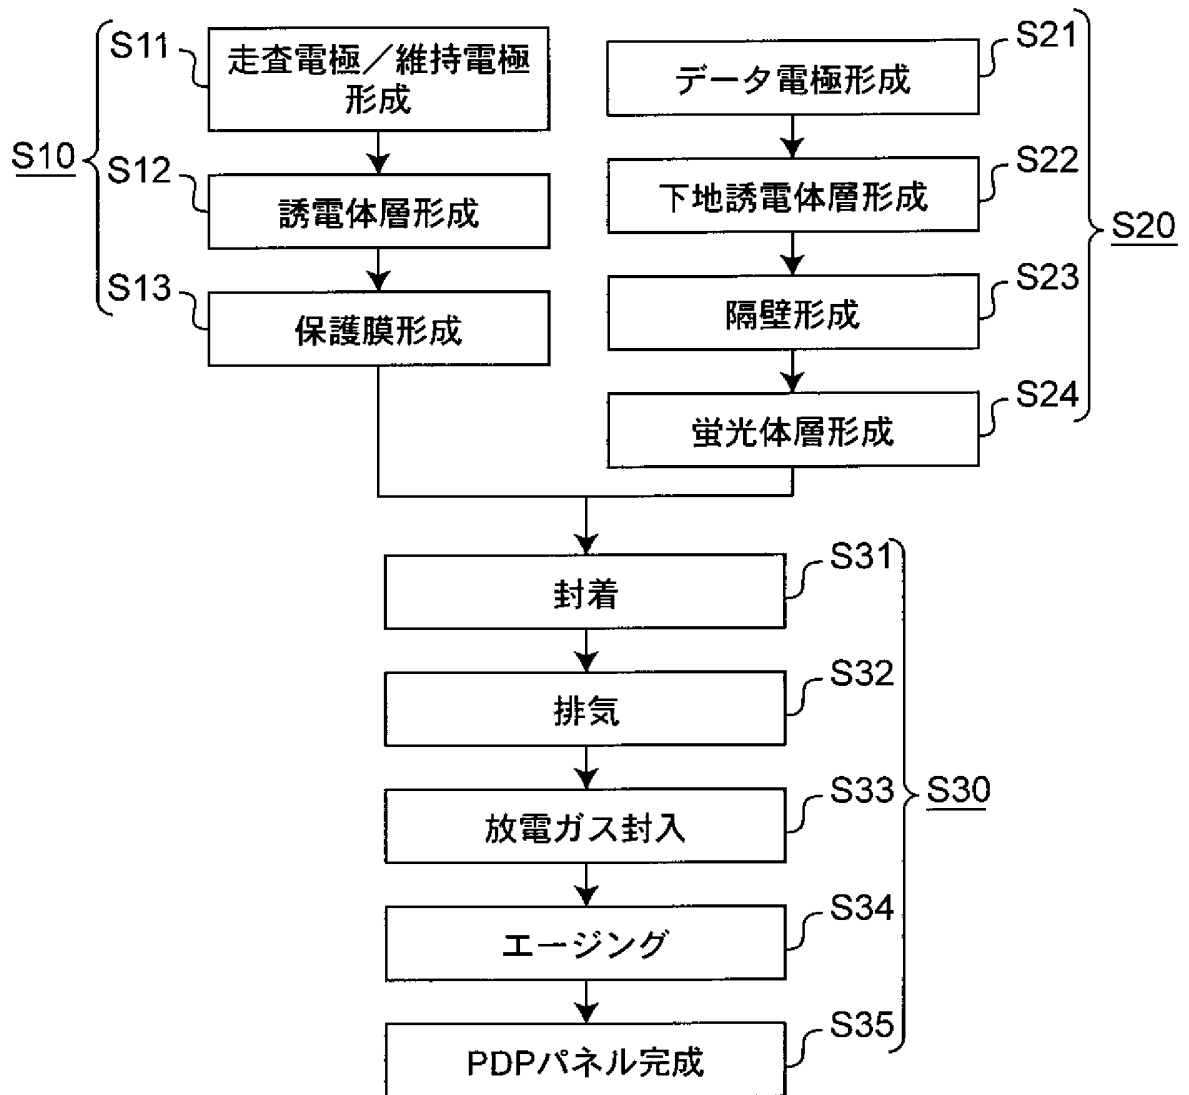 S10
S11
走査電極／維持電極
形成
S12
誘電体層形成
S13
保護膜形成
S21
データ電極形成
S22
下地誘電体層形成
S20
S23
隔壁形成
S24
蛍光体層形成
S31
封着
S32
排気
S30
S33
放電ガス封入
S34
エージング
S35
PDPパネル完成